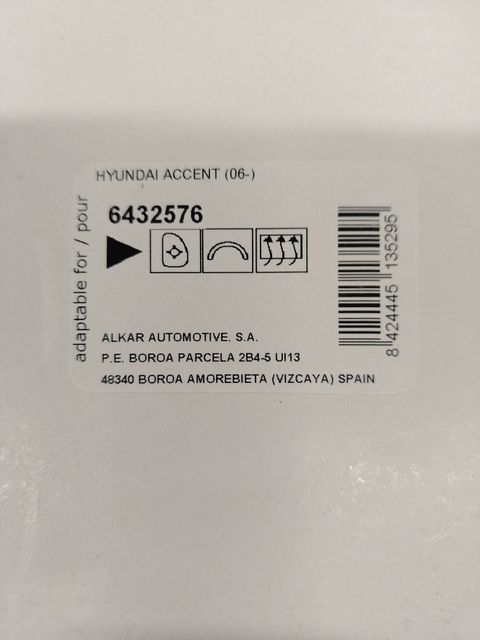 HYUNDAI ACCENT (06-)
6432576
adaptable for / pour
ALKAR AUTOMOTIVE. S.A.
P.E. BOROA PARCELA 2B4-5 UI13
48340 BOROA AMOREBIETA (VIZCAYA) SPAIN
8 424445 135295